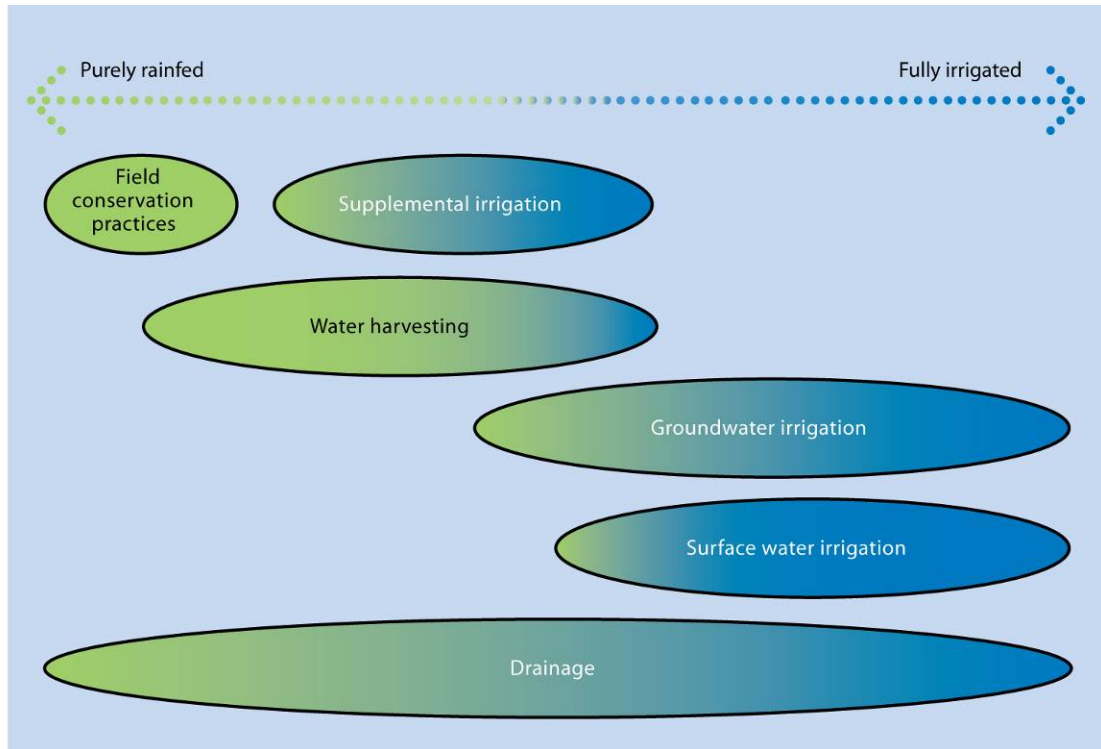 Purely rainfed
Fully irrigated
Field
conservation
practices
Supplemental irrigation
Water harvesting
Groundwater irrigation
Surface water irrigation
Drainage